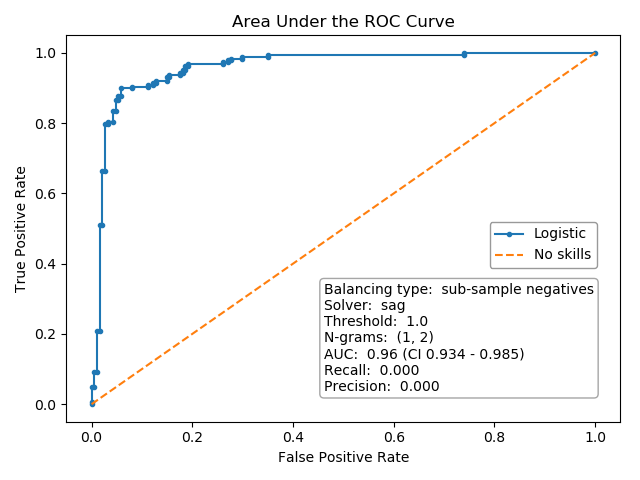 Area Under the ROC Curve
True Positive Rate
1.0
0.8
0.6
0.4
0.2
0.0
Logistic
No skills
Balancing type:  sub-sample negatives
Solver:  sag
Threshold:  1.0
N-grams:  (1, 2)
AUC:  0.96 (CI 0.934 - 0.985)
Recall:  0.000
Precision:  0.000
0.0
0.2
0.4
0.6
0.8
1.0
False Positive Rate